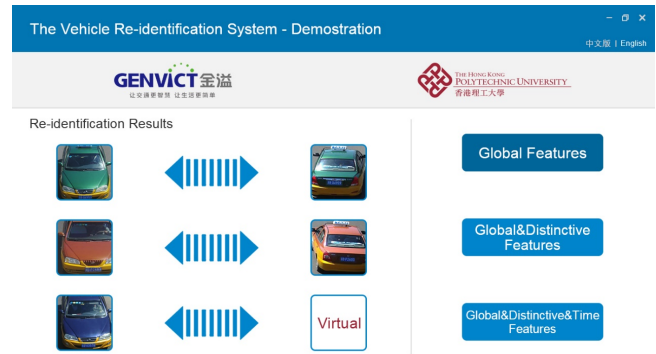 The Vehicle Re-identification System - Demostration
中文版 | English
GENVICT金溢
让交通更智慧 让生活更简单
THE HONG KONG
POLYTECHNIC UNIVERSITY
香港理工大學
Re-identification Results
Global Features
Global&Distinctive
Features
Virtual
Global&Distinctive&Time
Features